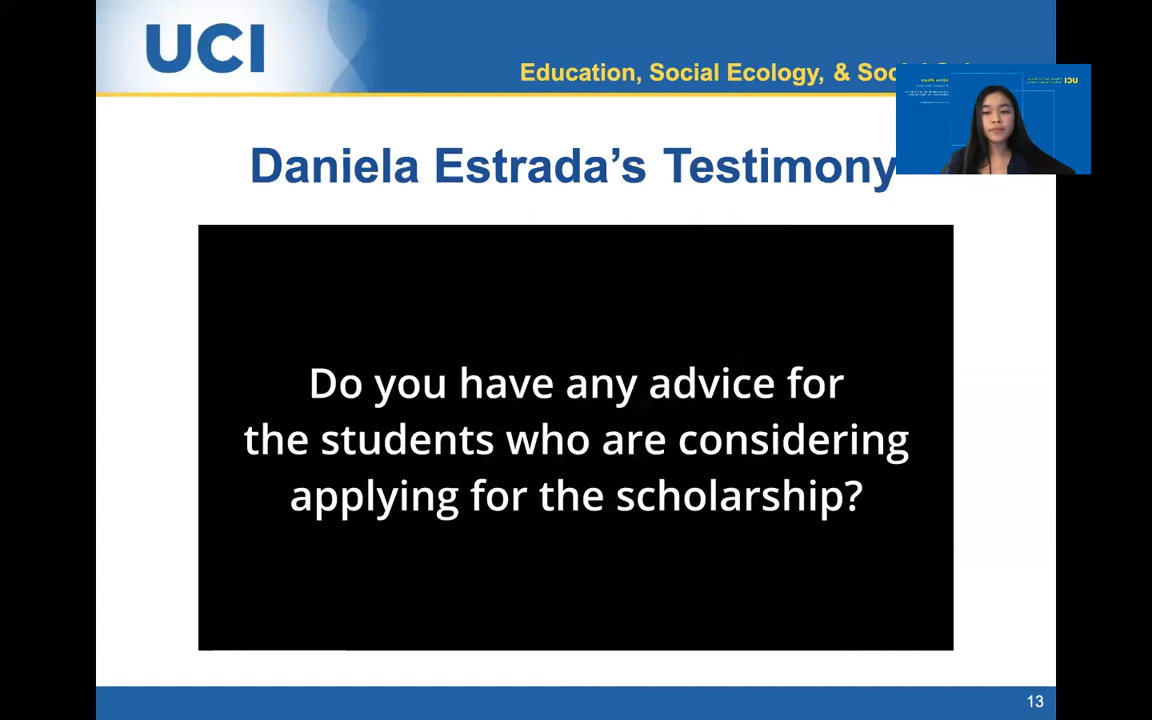 UCI
Education, Social Ecology, &
UCI
Daniela Estrada’s Testimony
Do you have any advice for
the students who are considering
applying for the scholarship?
13